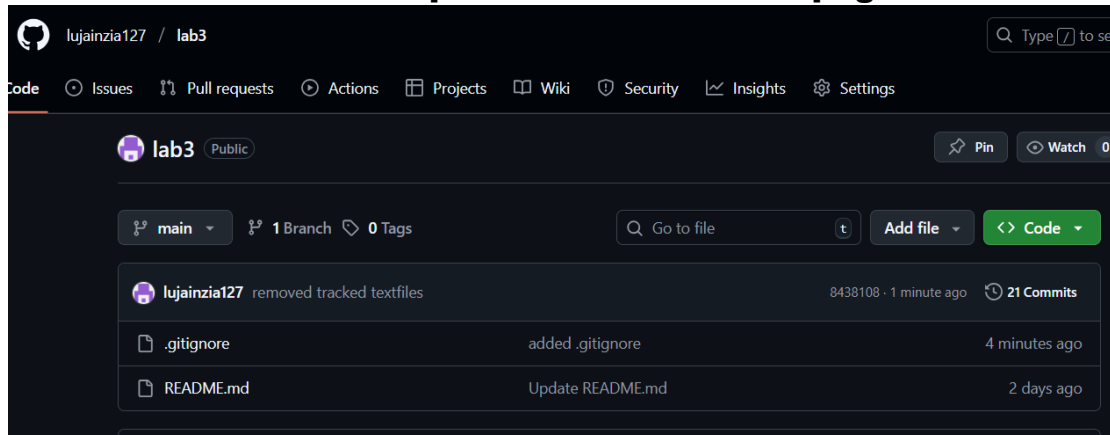 lujainzia127 / lab3
Type / to se
Code Issues Pull requests Actions Projects Wiki Security Insights Settings
lab3 Public Pin Watch 0
main 1 Branch 0 Tags Go to file t Add file Code
lujainzia127 removed tracked textfiles 8438108 · 1 minute ago 21 Commits
.gitignore added .gitignore 4 minutes ago
README.md Update README.md 2 days ago